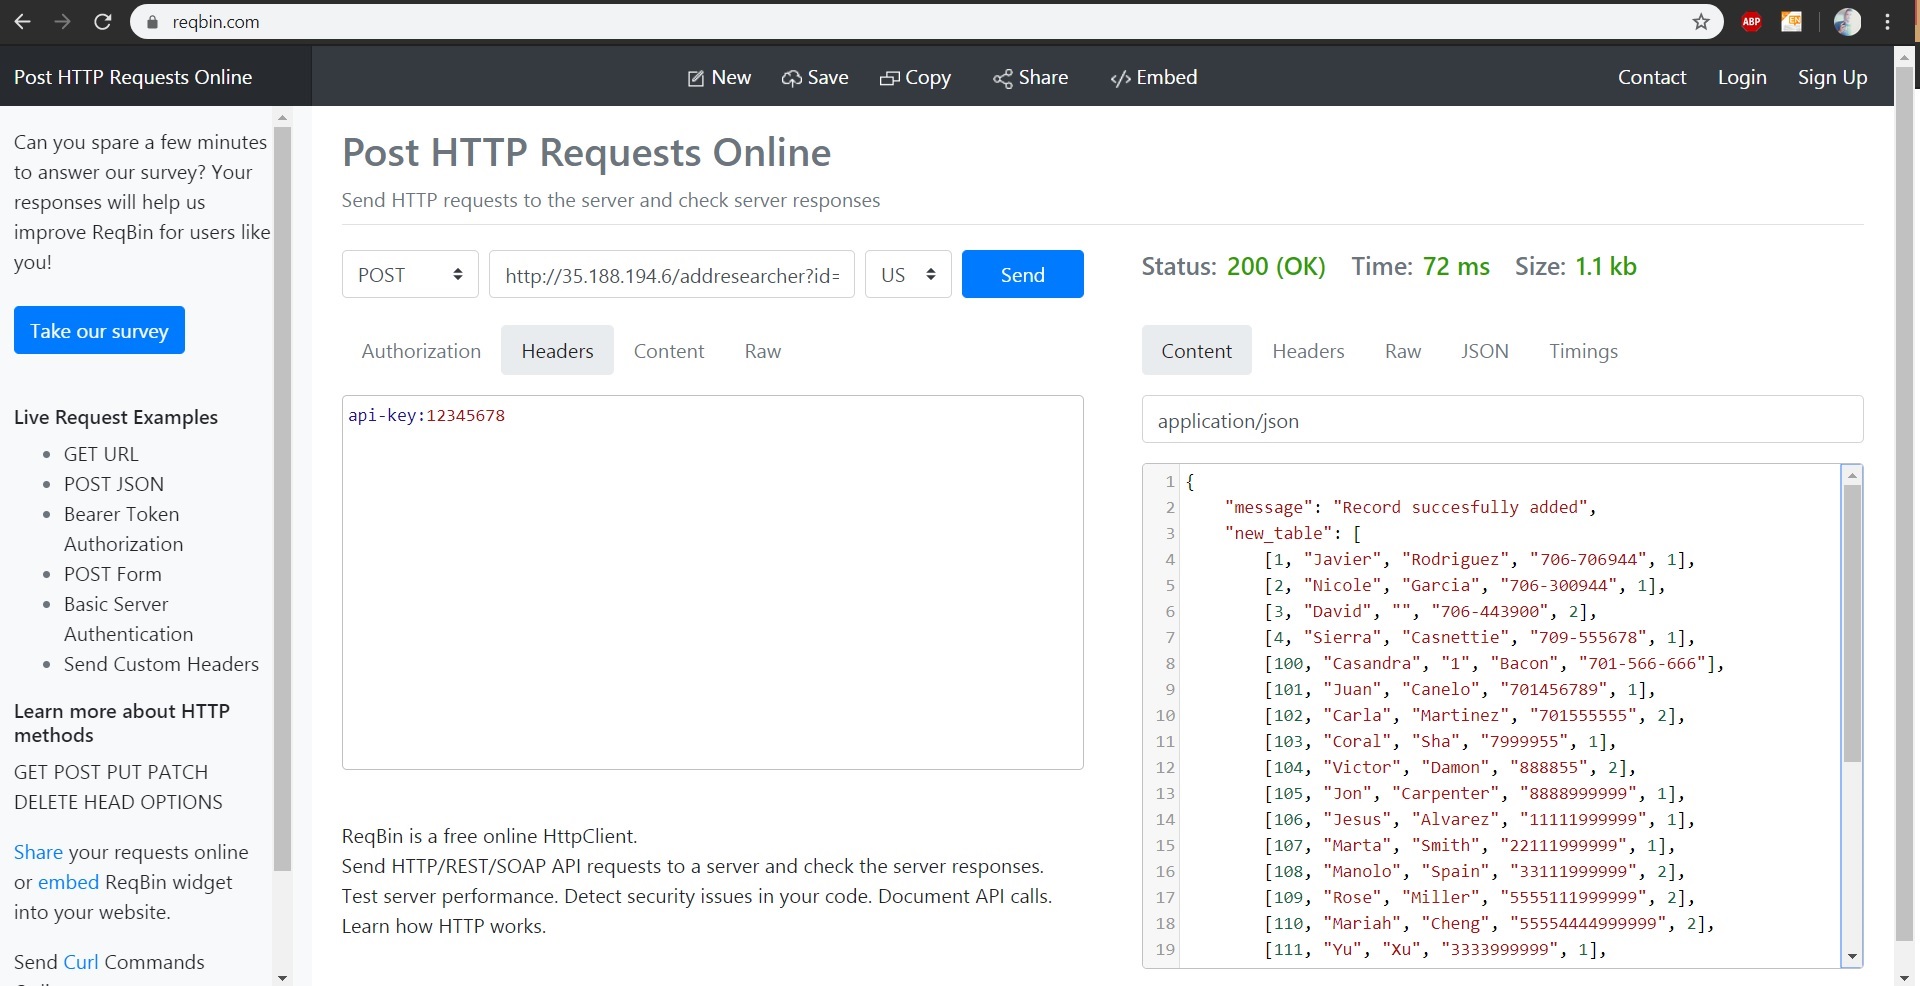 reqbin.com
ABP
EN
Post HTTP Requests Online
New
Save
Copy
Share
</> Embed
Contact
Login
Sign Up
Can you spare a few minutes
to answer our survey? Your
responses will help us
improve ReqBin for users like
you!
Take our survey
Live Request Examples
• GET URL
• POST JSON
• Bearer Token
Authorization
• POST Form
• Basic Server
Authentication
• Send Custom Headers
Learn more about HTTP
methods
GET POST PUT PATCH
DELETE HEAD OPTIONS
Share your requests online
or embed ReqBin widget
into your website.
Send Curl Commands
Post HTTP Requests Online
Send HTTP requests to the server and check server responses
POST
http://35.188.194.6/addresearcher?id=
US
Send
Authorization
Headers
Content
Raw
api-key:12345678
ReqBin is a free online HttpClient.
Send HTTP/REST/SOAP API requests to a server and check the server responses.
Test server performance. Detect security issues in your code. Document API calls.
Learn how HTTP works.
Status: 200 (OK) Time: 72 ms Size: 1.1 kb
Content
Headers
Raw
JSON
Timings
application/json
1 {
2 "message": "Record succesfully added",
3 "new_table": [
4 [1, "Javier", "Rodriguez", "706-706944", 1],
5 [2, "Nicole", "Garcia", "706-300944", 1],
6 [3, "David", "", "706-443900", 2],
7 [4, "Sierra", "Casnettie", "709-555678", 1],
8 [100, "Casandra", "1", "Bacon", "701-566-666"],
9 [101, "Juan", "Canelo", "701456789", 1],
10 [102, "Carla", "Martinez", "701555555", 2],
11 [103, "Coral", "Sha", "7999955", 1],
12 [104, "Victor", "Damon", "888855", 2],
13 [105, "Jon", "Carpenter", "8888999999", 1],
14 [106, "Jesus", "Alvarez", "11111999999", 1],
15 [107, "Marta", "Smith", "22111999999", 1],
16 [108, "Manolo", "Spain", "33111999999", 2],
17 [109, "Rose", "Miller", "5555111999999", 2],
18 [110, "Mariah", "Cheng", "55554444999999", 2],
19 [111, "Yu", "Xu", "3333999999", 1],